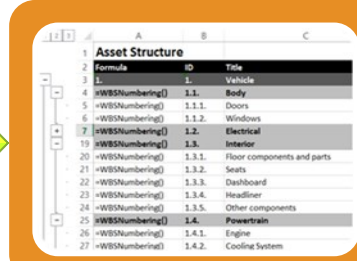 1 2 3 A B C
1 Asset Structure
2 Formula ID Title
3 1. 1. Vehicle
4 =WBSNumbering() 1.1. Body
5 =WBSNumbering() 1.1.1. Doors
6 =WBSNumbering() 1.1.2. Windows
7 =WBSNumbering() 1.2. Electrical
19 =WBSNumbering() 1.3. Interior
20 =WBSNumbering() 1.3.1. Floor components and parts
22 =WBSNumbering() 1.3.2. Seats
22 =WBSNumbering() 1.3.3. Dashboard
23 =WBSNumbering() 1.3.4. Headliner
24 =WBSNumbering() 1.3.5. Other components
25 =WBSNumbering() 1.4. Powertrain
26 =WBSNumbering() 1.4.1. Engine
27 =WBSNumbering() 1.4.2. Cooling System